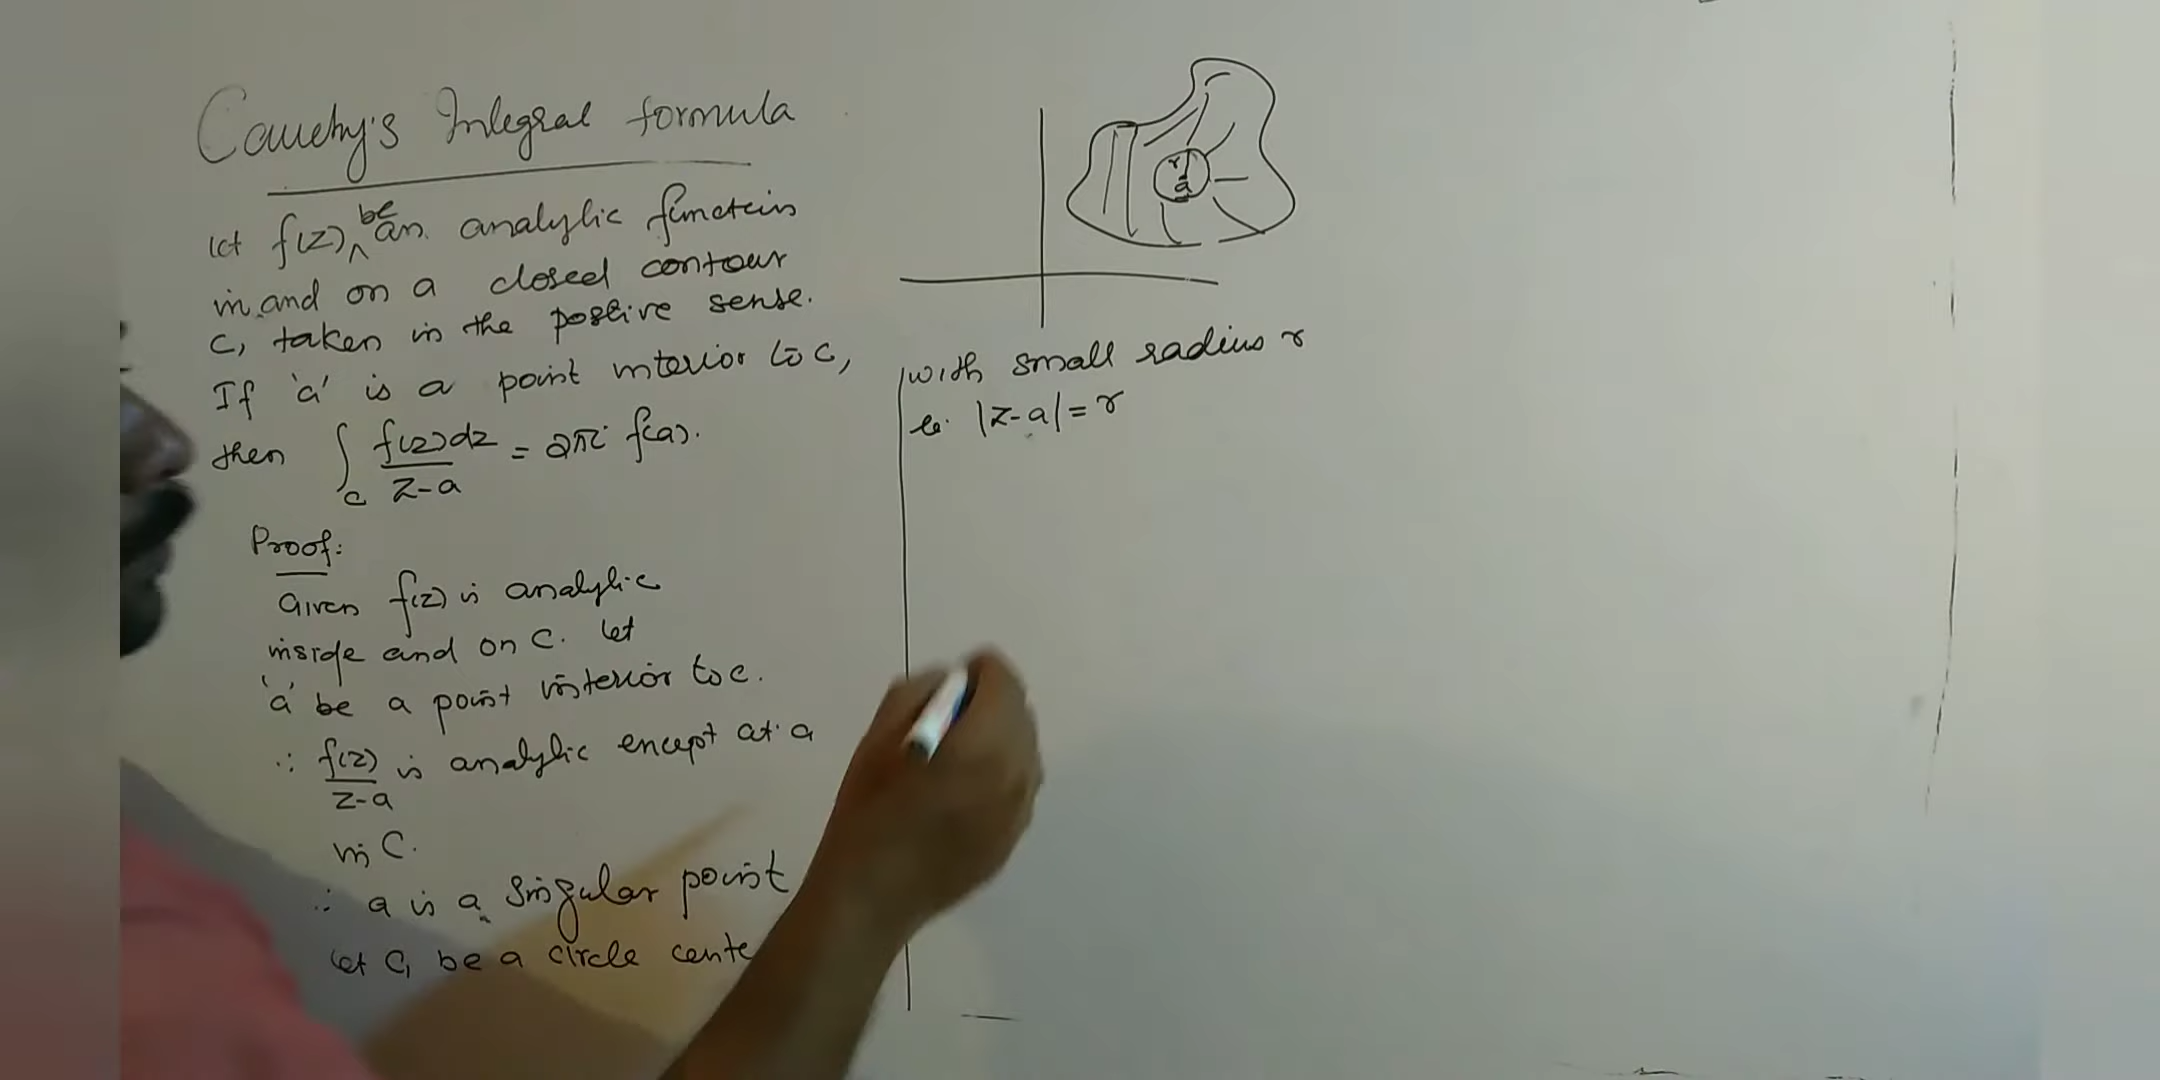 Cauchy's Integral formula
let f(z) be an analytic function
in and on a closed contour
C, taken in the positive sense.
If 'a' is a point interior to C,
then ∫_C f(z)dz/(z-a) = 2πi f(a).
Proof:
Given f(z) is analytic
inside and on C. let
'a' be a point interior to C.
∴ f(z)/(z-a) is analytic except at a
in C.
∴ a is a singular point
let C₁ be a circle cente
r
a
with small radius r
ie. |z-a| = r